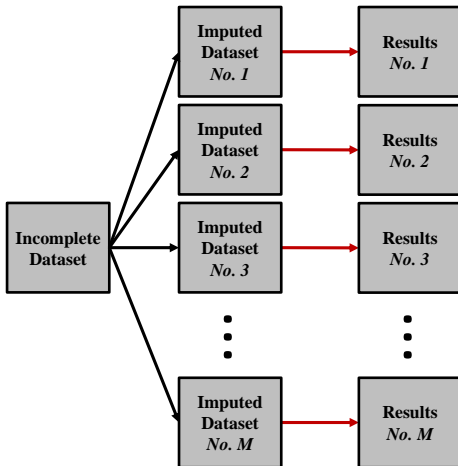 Imputed
Dataset
No. 1
Results
No. 1
Imputed
Dataset
No. 2
Results
No. 2
Incomplete
Dataset
Imputed
Dataset
No. 3
Results
No. 3
Imputed
Dataset
No. M
Results
No. M